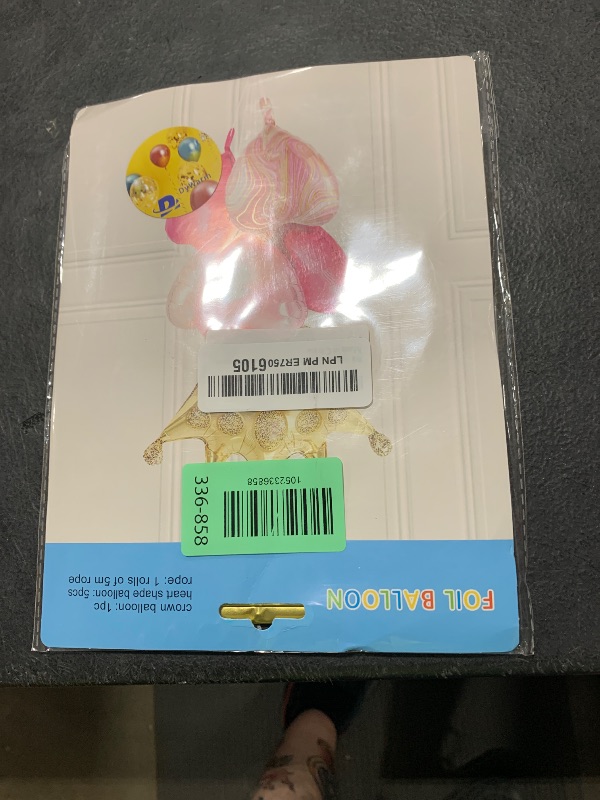 FOIL BALLOON
crown balloon: 1pc
heart shape balloon: 5pcs
rope: 1 rolls of 5m rope
1052336858
336-858
LPN PM ER7506105